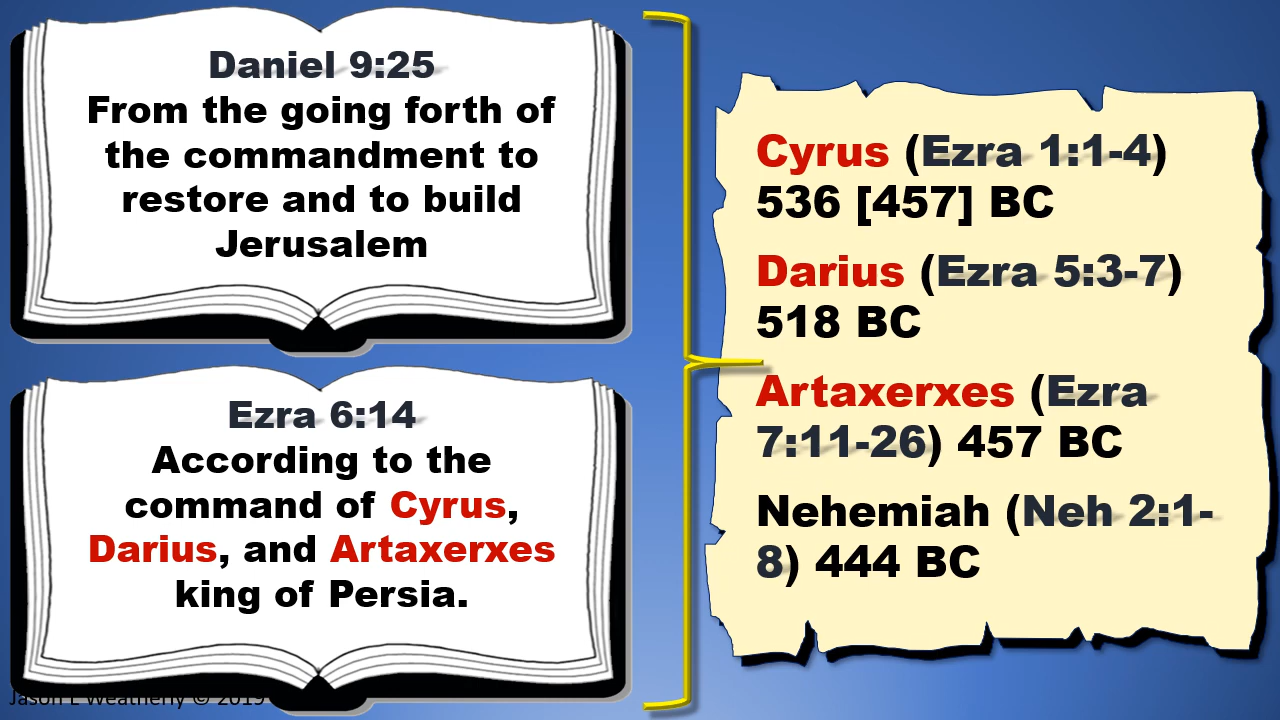 Daniel 9:25
From the going forth of
the commandment to
restore and to build
Jerusalem
Ezra 6:14
According to the
command of Cyrus,
Darius, and Artaxerxes
king of Persia.
Cyrus (Ezra 1:1-4)
536 [457] BC
Darius (Ezra 5:3-7)
518 BC
Artaxerxes (Ezra
7:11-26) 457 BC
Nehemiah (Neh 2:1-
8) 444 BC
Jason E Weatherly © 2019